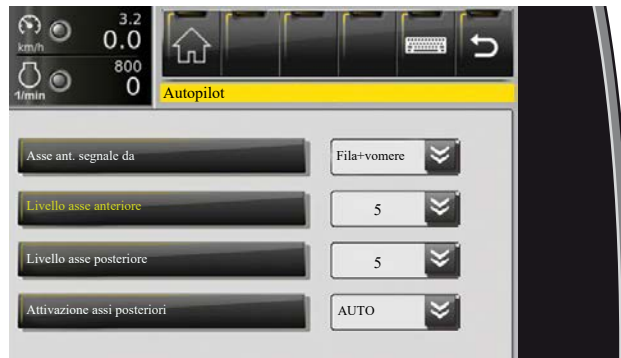 3.2
km/h 0.0
800
1/min 0
Autopilot
Asse ant. segnale da Fila+vomere
Livello asse anteriore 5
Livello asse posteriore 5
Attivazione assi posteriori AUTO